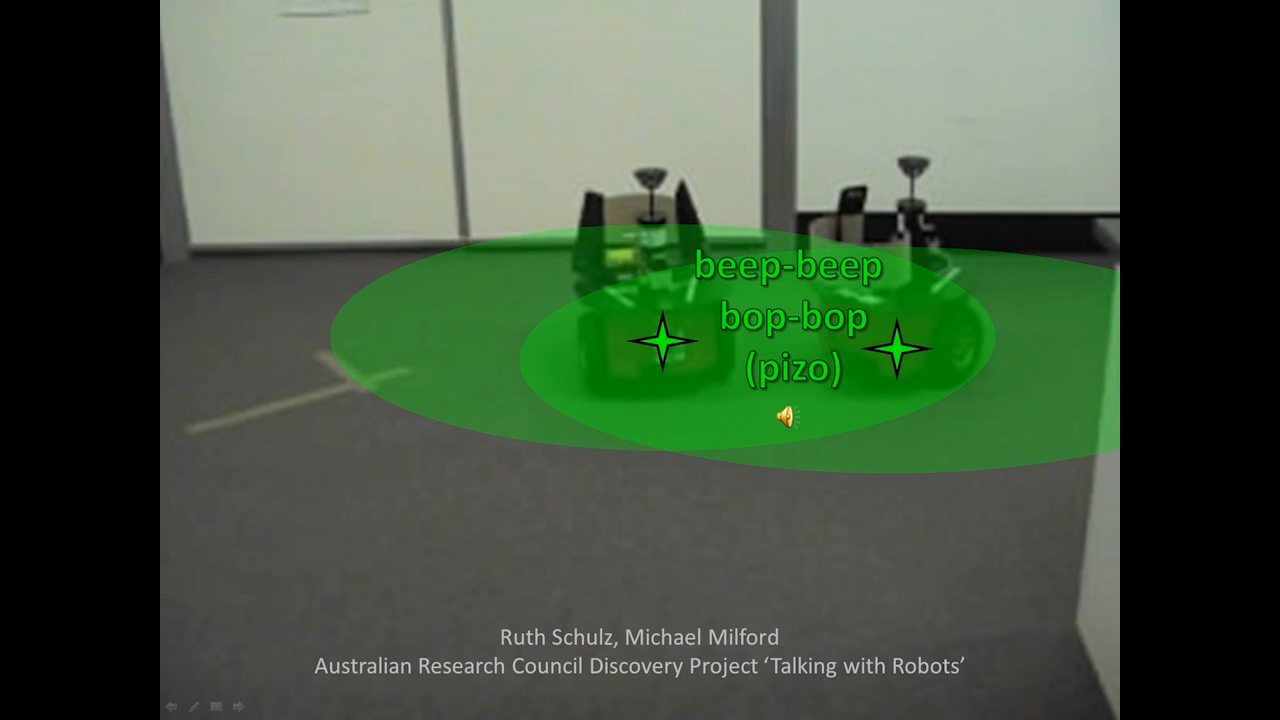 beep-beep
bop-bop
(pizo)
Ruth Schulz, Michael Milford
Australian Research Council Discovery Project ‘Talking with Robots’